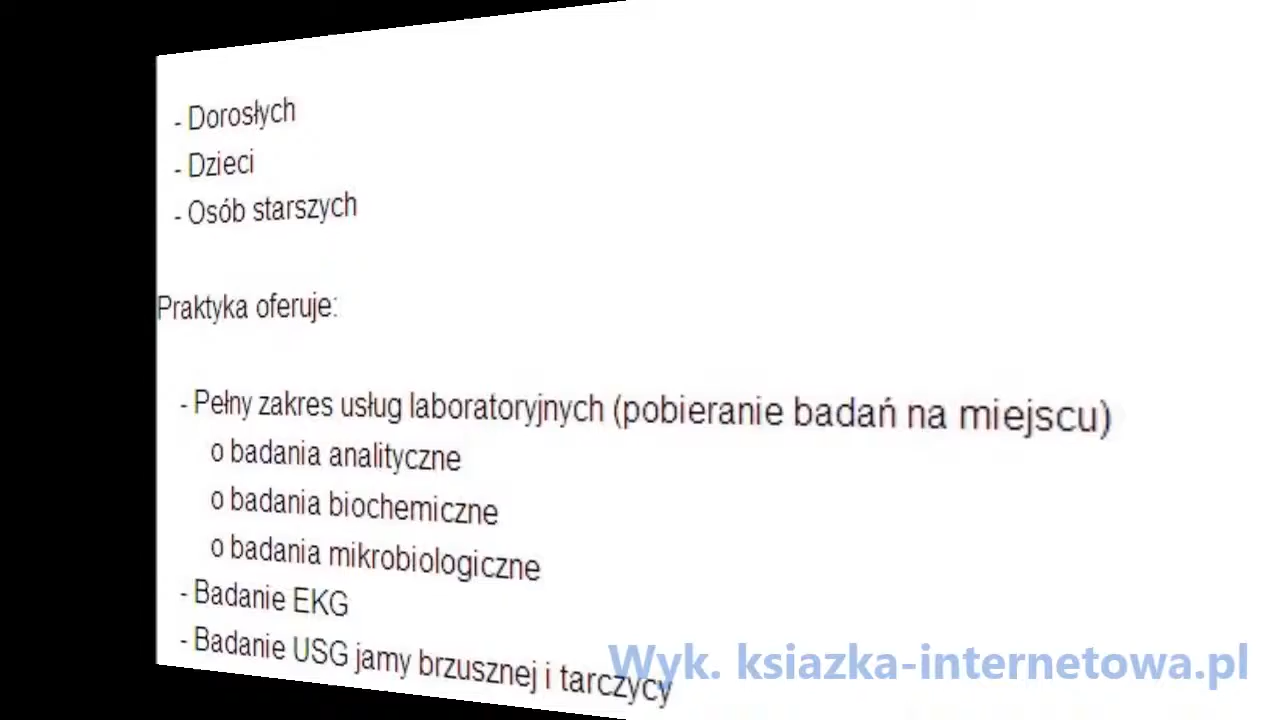 - Dorosłych
- Dzieci
- Osób starszych
Praktyka oferuje:
- Pełny zakres usług laboratoryjnych (pobieranie badań na miejscu)
o badania analityczne
o badania biochemiczne
o badania mikrobiologiczne
- Badanie EKG
- Badanie USG jamy brzusznej i tarczycy
Wyk. ksiazka-internetowa.pl